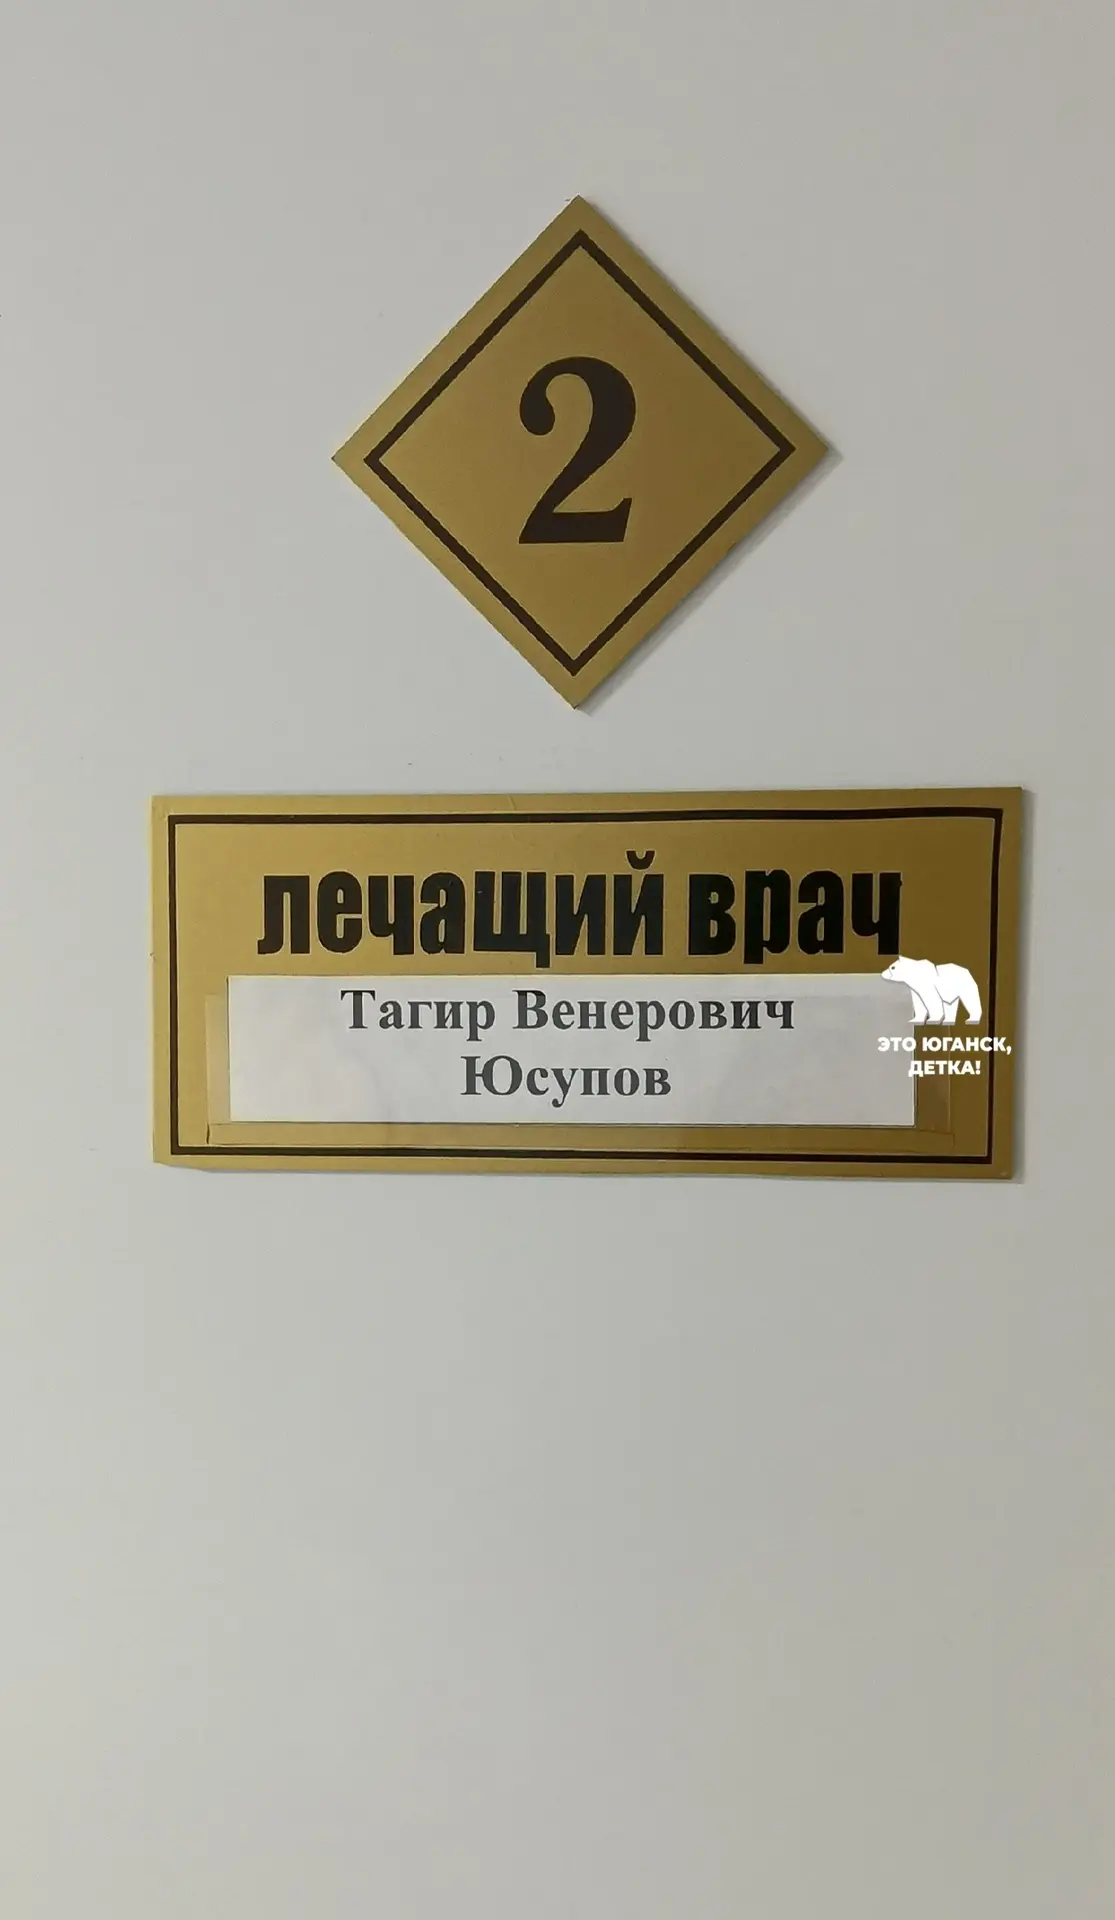 2
лечащий врач
Тагир Венерович
Юсупов
ЭТО ЮГАНСК,
ДЕТКА!